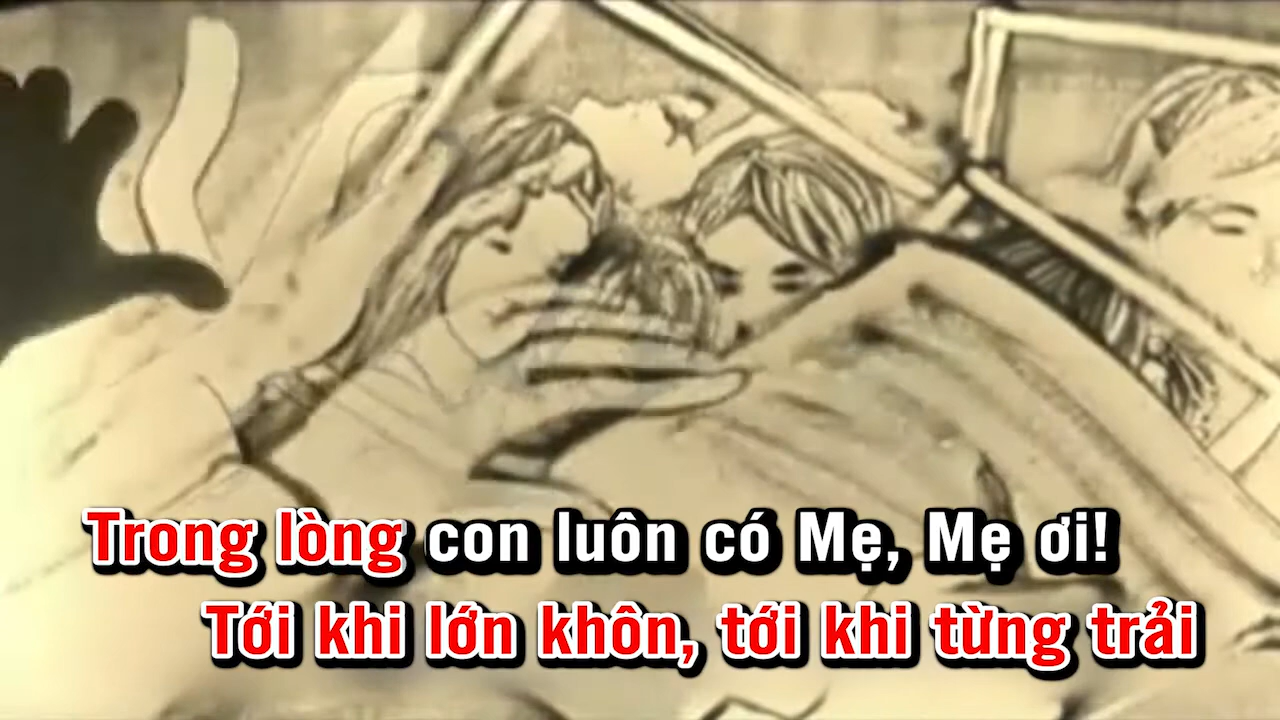 Trong lòng con luôn có Mẹ, Mẹ ơi!
Tới khi lớn khôn, tới khi từng trải